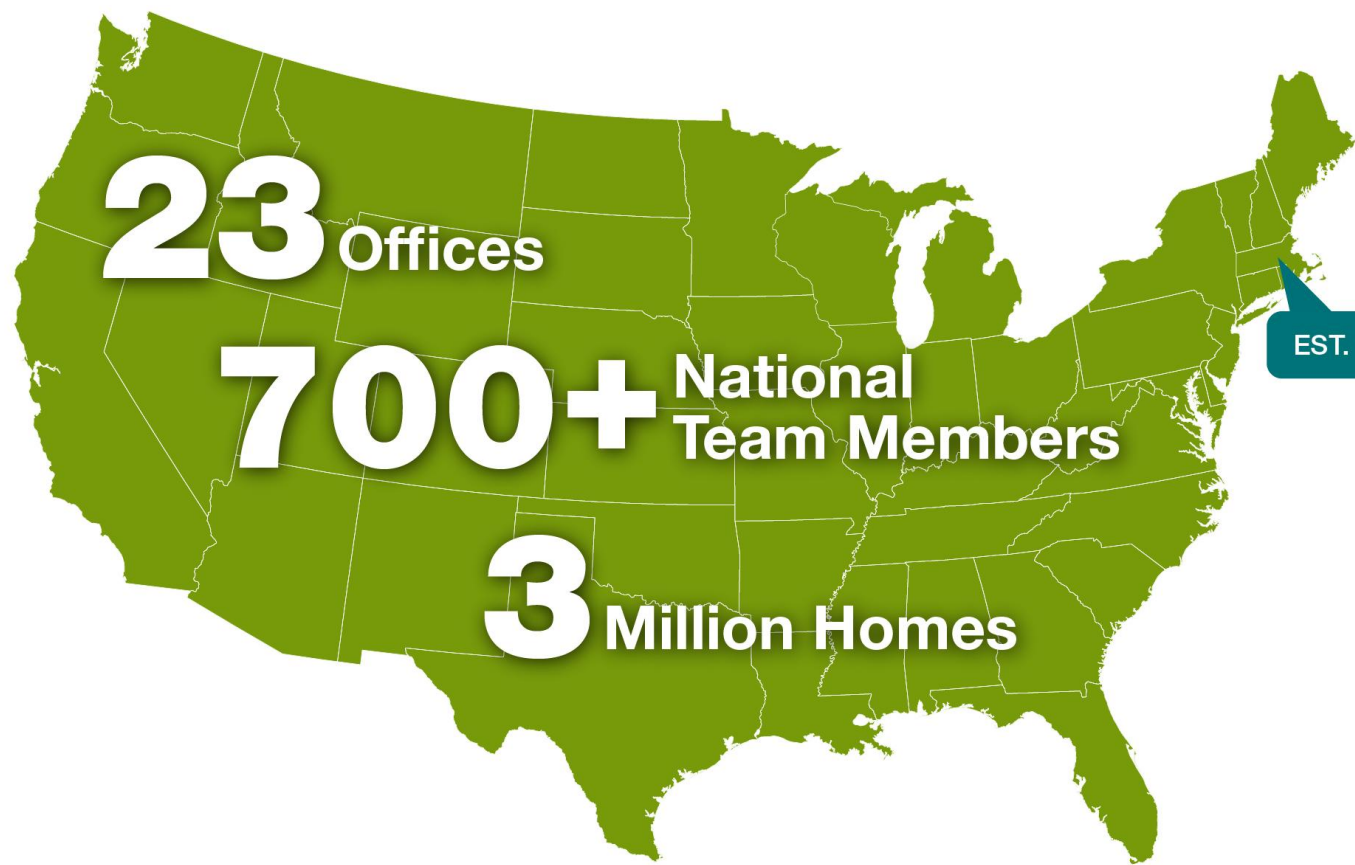 23 Offices
700+ National
Team Members
3 Million Homes
EST.